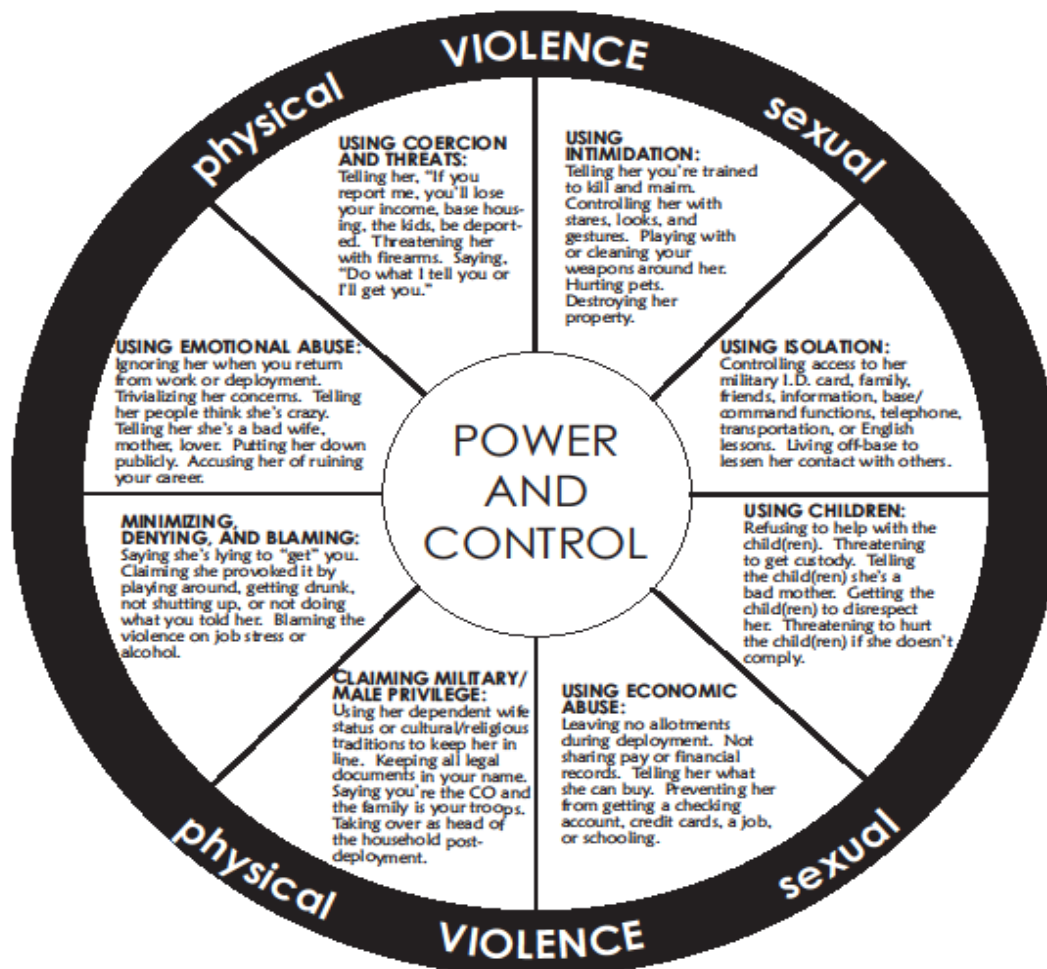 physical VIOLENCE sexual
USING COERCION
AND THREATS:
Telling her, “If you
report me, you’ll lose
your income, base hous-
ing, the kids, be deport-
ed.  Threatening her
with firearms.  Saying,
“Do what I tell you or
I’ll get you.”
USING
INTIMIDATION:
Telling her you’re trained
to kill and maim.
Controlling her with
stares, looks, and
gestures.  Playing with
or cleaning your
weapons around her.
Hurting pets.
Destroying her
property.
USING EMOTIONAL ABUSE:
Ignoring her when you return
from work or deployment.
Trivializing her concerns.  Telling
her people think she’s crazy.
Telling her she’s a bad wife,
mother, lover.  Putting her down
publicly.  Accusing her of ruining
your career.
USING ISOLATION:
Controlling access to her
military I.D. card, family,
friends, information, base/
command functions, telephone,
transportation, or English
lessons.  Living off-base to
lessen her contact with others.
POWER
AND
CONTROL
MINIMIZING,
DENYING, AND BLAMING:
Saying she’s lying to “get” you.
Claiming she provoked it by
playing around, getting drunk,
not shutting up, or not doing
what you told her.  Blaming the
violence on job stress or
alcohol.
USING CHILDREN:
Refusing to help with the
child(ren).  Threatening
to get custody.  Telling
the child(ren) she’s a
bad mother.  Getting the
child(ren) to disrespect
her.  Threatening to hurt
the child(ren) if she doesn’t
comply.
CLAIMING MILITARY/
MALE PRIVILEGE:
Using her dependent wife
status or cultural/religious
traditions to keep her in
line.  Keeping all legal
documents in your name.
Saying you’re the CO and
the family is your troops.
Taking over as head of
the household post-
deployment.
USING ECONOMIC
ABUSE:
Leaving no allotments
during deployment.  Not
sharing pay or financial
records.  Telling her what
she can buy.  Preventing her
from getting a checking
account, credit cards, a job,
or schooling.
physical VIOLENCE sexual